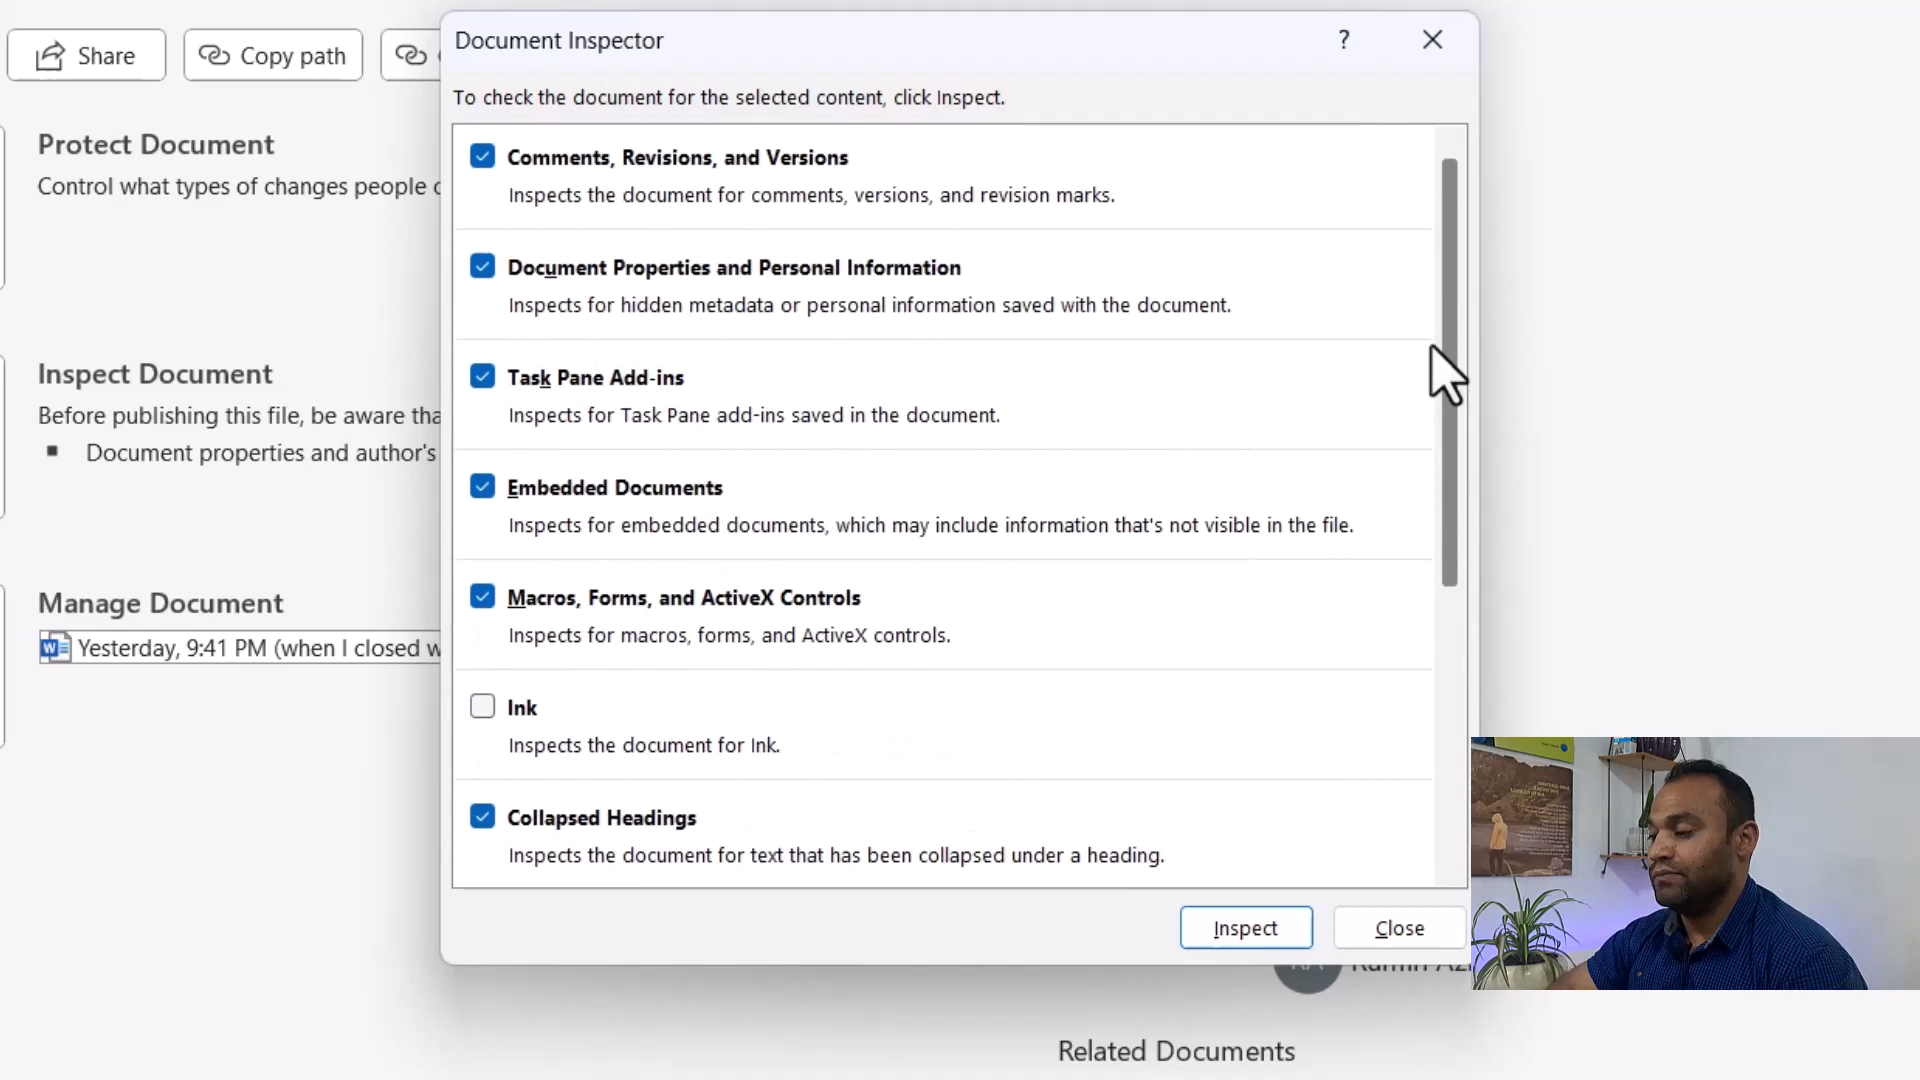 Share
Copy path
Protect Document
Control what types of changes people
Inspect Document
Before publishing this file, be aware tha
Document properties and author's
Manage Document
Yesterday, 9:41 PM (when I closed w
Document Inspector
?
To check the document for the selected content, click Inspect.
Comments, Revisions, and Versions
Inspects the document for comments, versions, and revision marks.
Document Properties and Personal Information
Inspects for hidden metadata or personal information saved with the document.
Task Pane Add-ins
Inspects for Task Pane add-ins saved in the document.
Embedded Documents
Inspects for embedded documents, which may include information that's not visible in the file.
Macros, Forms, and ActiveX Controls
Inspects for macros, forms, and ActiveX controls.
Ink
Inspects the document for Ink.
Collapsed Headings
Inspects the document for text that has been collapsed under a heading.
Inspect
Close
Related Documents